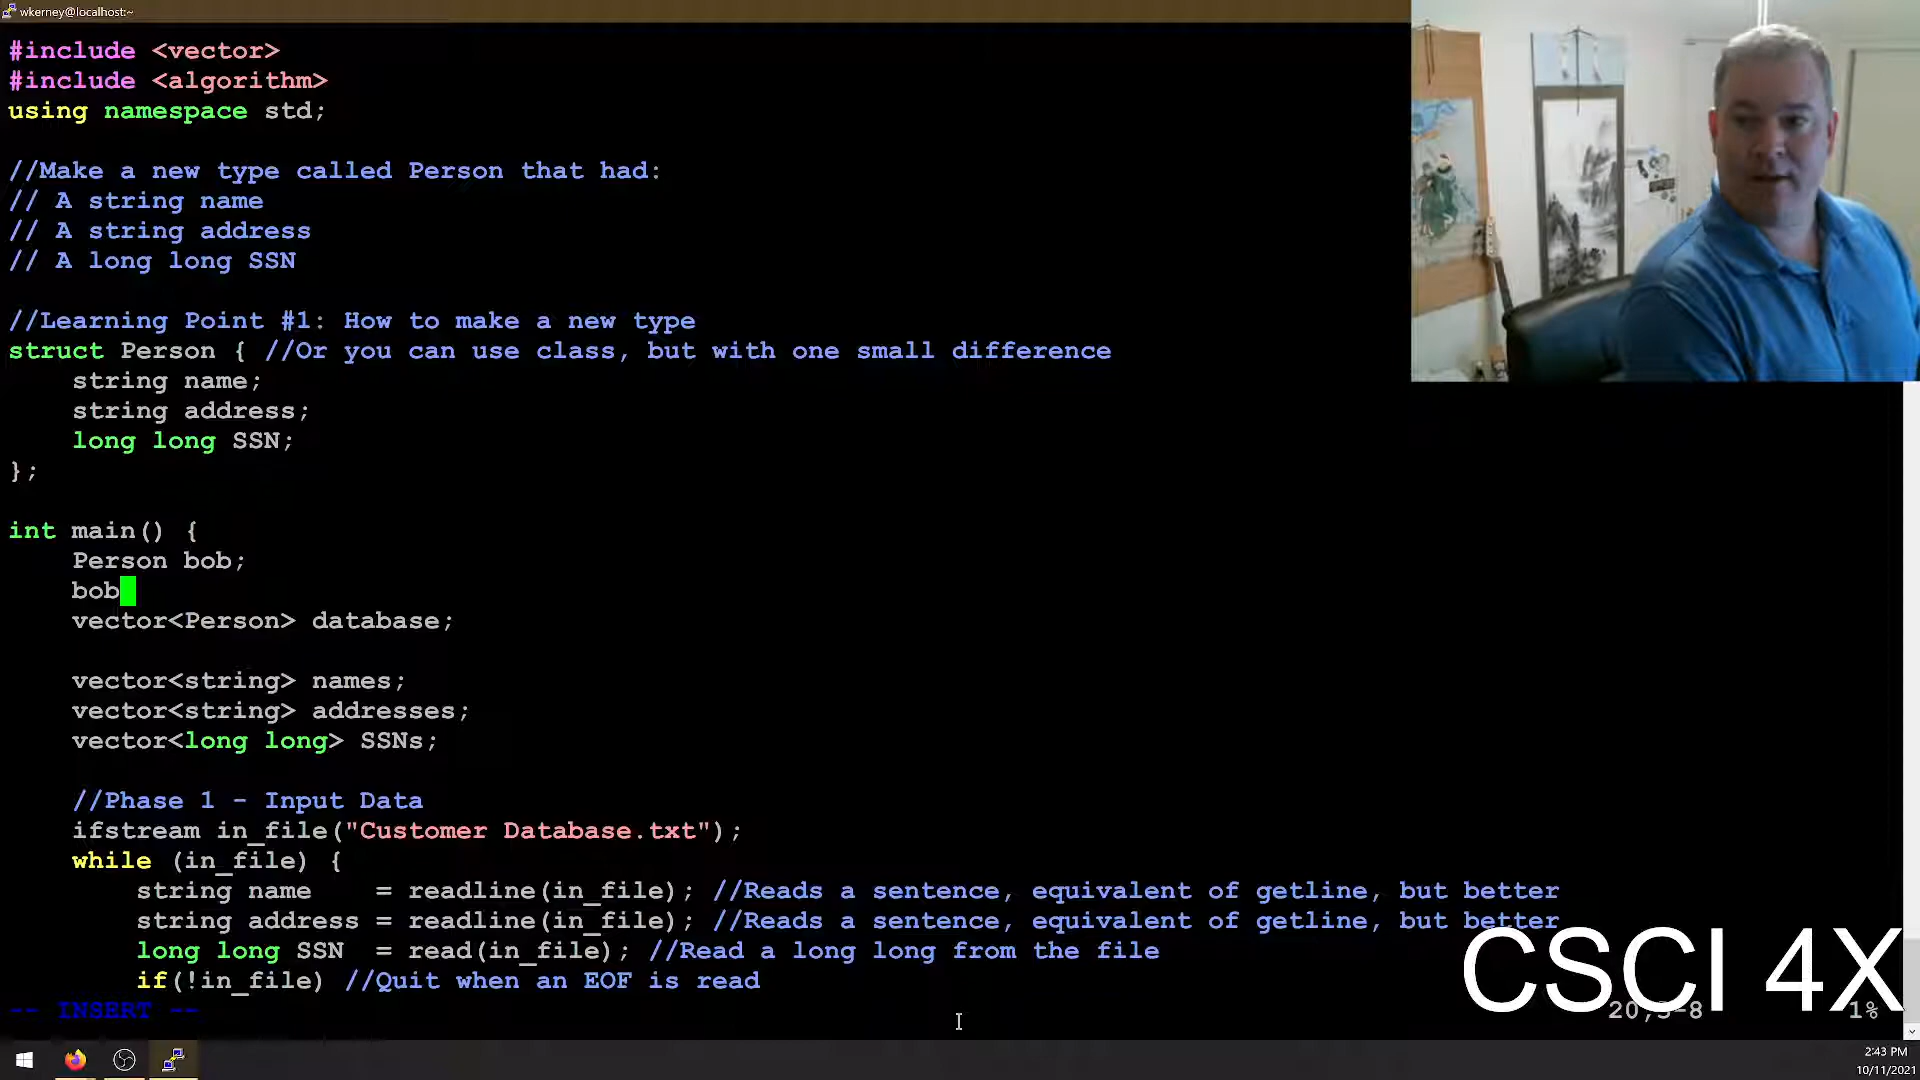 wkerney@localhost:~
#include <vector>
#include <algorithm>
using namespace std;
//Make a new type called Person that had:
// A string name
// A string address
// A long long SSN
//Learning Point #1: How to make a new type
struct Person { //Or you can use class, but with one small difference
string name;
string address;
long long SSN;
};
int main() {
Person bob;
bob
vector<Person> database;
vector<string> names;
vector<string> addresses;
vector<long long> SSNs;
//Phase 1 - Input Data
ifstream in_file("Customer Database.txt");
while (in_file) {
string name    = readline(in_file); //Reads a sentence, equivalent of getline, but better
string address = readline(in_file); //Reads a sentence, equivalent of getline, but better
long long SSN  = read(in_file); //Read a long long from the file
if(!in_file) //Quit when an EOF is read
CSCI 4X
-- INSERT --
1%
2:43 PM
10/11/2021